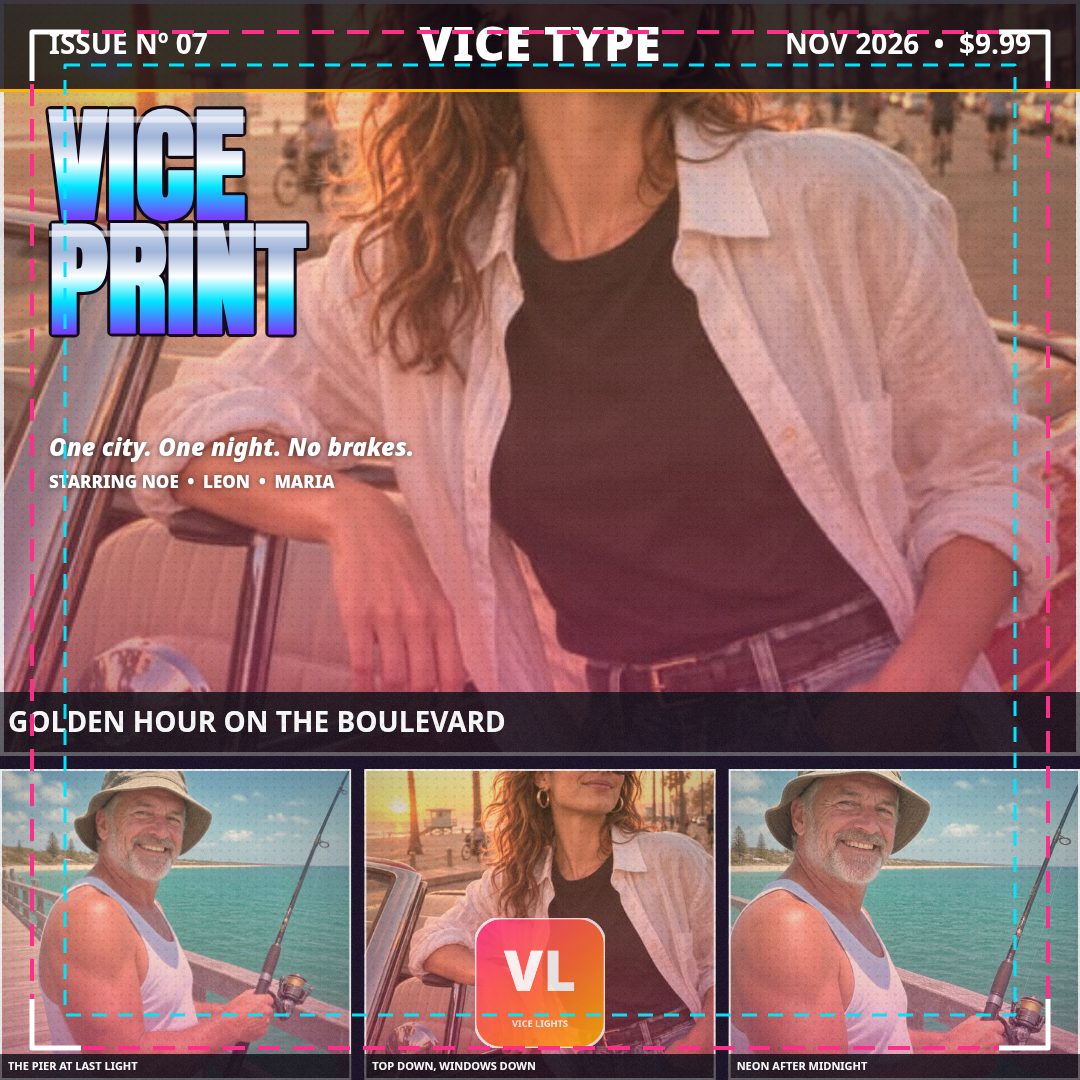 ISSUE Nº 07
VICE TYPE
NOV 2026 • $9.99
VICE
PRINT
One city. One night. No brakes.
STARRING NOE • LEON • MARIA
GOLDEN HOUR ON THE BOULEVARD
VL
VICE LIGHTS
THE PIER AT LAST LIGHT
TOP DOWN, WINDOWS DOWN
NEON AFTER MIDNIGHT